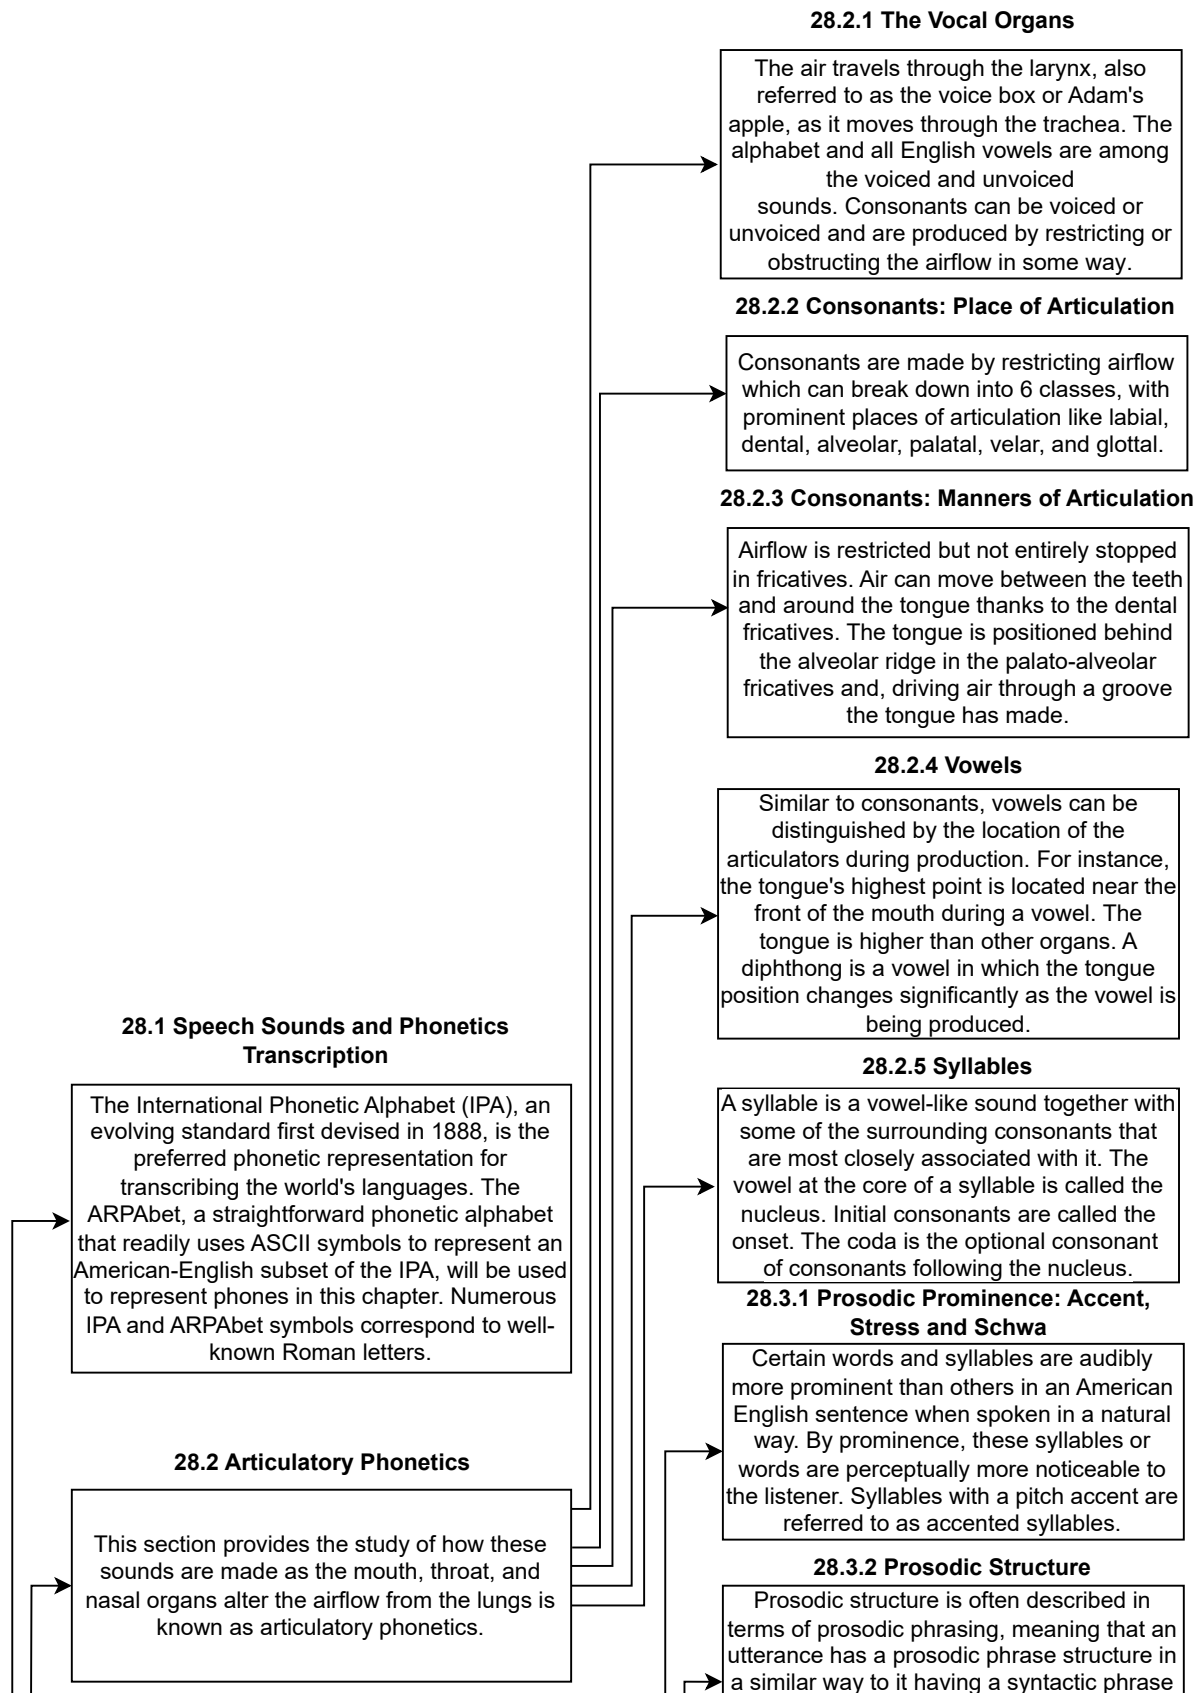 28.2.1 The Vocal Organs
The air travels through the larynx, also
referred to as the voice box or Adam's
apple, as it moves through the trachea. The
alphabet and all English vowels are among
the voiced and unvoiced
sounds. Consonants can be voiced or
unvoiced and are produced by restricting or
obstructing the airflow in some way.
28.2.2 Consonants: Place of Articulation
Consonants are made by restricting airflow
which can break down into 6 classes, with
prominent places of articulation like labial,
dental, alveolar, palatal, velar, and glottal.
28.2.3 Consonants: Manners of Articulation
Airflow is restricted but not entirely stopped
in fricatives. Air can move between the teeth
and around the tongue thanks to the dental
fricatives. The tongue is positioned behind
the alveolar ridge in the palato-alveolar
fricatives and, driving air through a groove
the tongue has made.
28.2.4 Vowels
Similar to consonants, vowels can be
distinguished by the location of the
articulators during production. For instance,
the tongue's highest point is located near the
front of the mouth during a vowel. The
tongue is higher than other organs. A
diphthong is a vowel in which the tongue
position changes significantly as the vowel is
being produced.
28.1 Speech Sounds and Phonetics
Transcription
The International Phonetic Alphabet (IPA), an
evolving standard first devised in 1888, is the
preferred phonetic representation for
transcribing the world's languages. The
ARPAbet, a straightforward phonetic alphabet
that readily uses ASCII symbols to represent an
American-English subset of the IPA, will be used
to represent phones in this chapter. Numerous
IPA and ARPAbet symbols correspond to well-
known Roman letters.
28.2.5 Syllables
A syllable is a vowel-like sound together with
some of the surrounding consonants that
are most closely associated with it. The
vowel at the core of a syllable is called the
nucleus. Initial consonants are called the
onset. The coda is the optional consonant
of consonants following the nucleus.
28.3.1 Prosodic Prominence: Accent,
Stress and Schwa
Certain words and syllables are audibly
more prominent than others in an American
English sentence when spoken in a natural
way. By prominence, these syllables or
words are perceptually more noticeable to
the listener. Syllables with a pitch accent are
referred to as accented syllables.
28.2 Articulatory Phonetics
This section provides the study of how these
sounds are made as the mouth, throat, and
nasal organs alter the airflow from the lungs is
known as articulatory phonetics.
28.3.2 Prosodic Structure
Prosodic structure is often described in
terms of prosodic phrasing, meaning that an
utterance has a prosodic phrase structure in
a similar way to it having a syntactic phrase